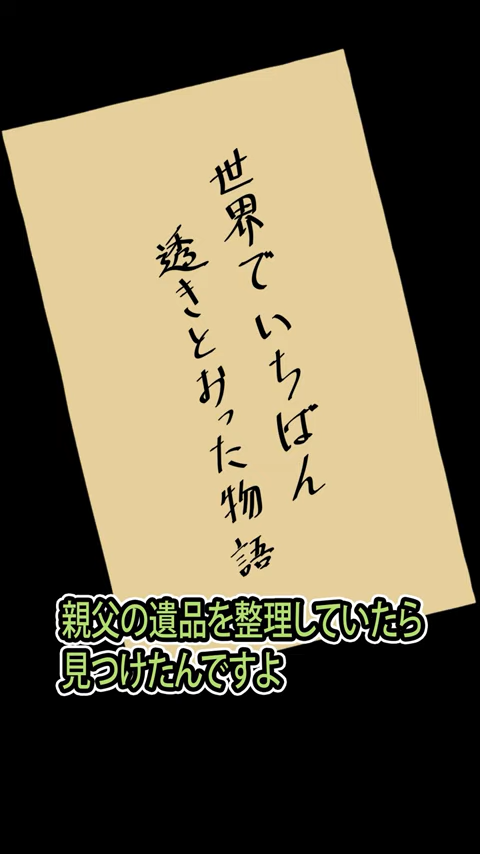 世界でいちばん
透きとおった物語
親父の遺品を整理していたら
見つけたんですよ